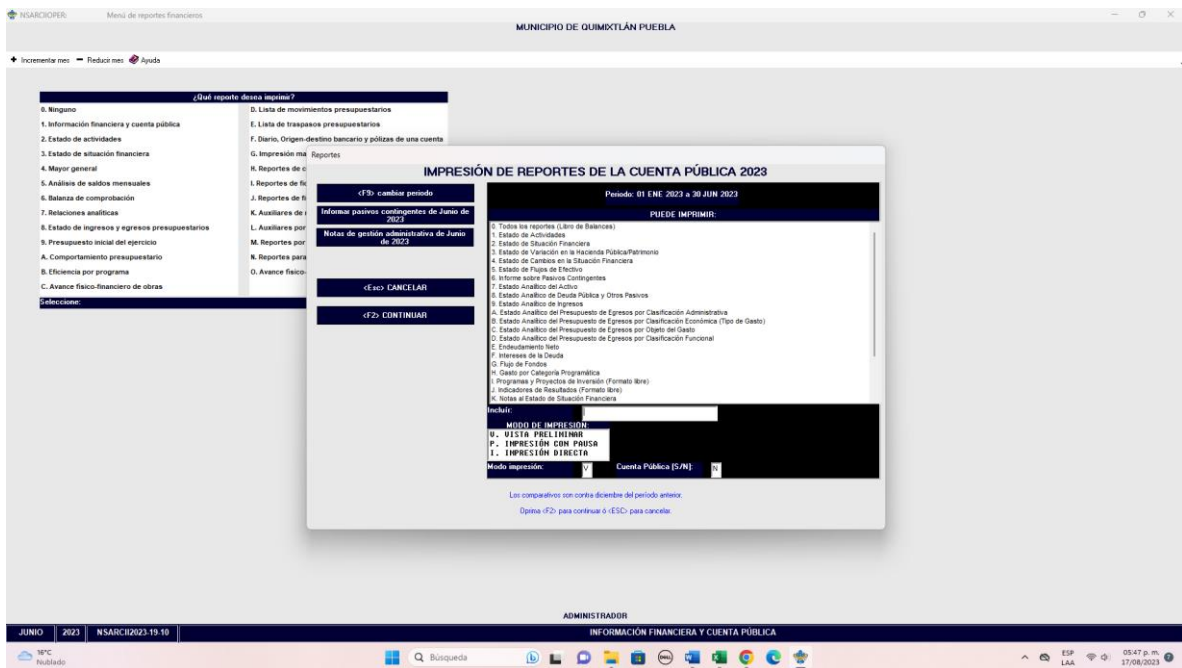 NSARCIIOPER: Menú de reportes financieros
MUNICIPIO DE QUIMIXTLÁN PUEBLA
Incrementar mes Reducir mes Ayuda
¿Qué reporte desea imprimir?
0. Ninguno
1. Información financiera y cuenta pública
2. Estado de actividades
3. Estado de situación financiera
4. Mayor general
5. Análisis de saldos mensuales
6. Balanza de comprobación
7. Relaciones analíticas
8. Estado de ingresos y egresos presupuestarios
9. Presupuesto inicial del ejercicio
A. Comportamiento presupuestario
B. Eficiencia por programa
C. Avance físico-financiero de obras
D. Lista de movimientos presupuestarios
E. Lista de traspasos presupuestarios
F. Diario, Origen-destino bancario y pólizas de una cuenta
G. Impresión ma
H. Reportes de c
I. Reportes de fic
J. Reportes de fi
K. Auxiliares de
L. Auxiliares por
M. Reportes por
N. Reportes para
O. Avance físico-
Seleccione:
Reportes
IMPRESIÓN DE REPORTES DE LA CUENTA PÚBLICA 2023
<F9> cambiar periodo
Informar pasivos contingentes de Junio de
2023
Notas de gestión administrativa de Junio
de 2023
<Esc> CANCELAR
<F2> CONTINUAR
Periodo: 01 ENE 2023 a 30 JUN 2023
PUEDE IMPRIMIR:
0. Todos los reportes (Libro de Balances)
1. Estado de Actividades
2. Estado de Situación Financiera
3. Estado de Variación en la Hacienda Pública/Patrimonio
4. Estado de Cambios en la Situación Financiera
5. Estado de Flujos de Efectivo
6. Informe sobre Pasivos Contingentes
7. Estado Analítico del Activo
8. Estado Analítico de Deuda Pública y Otros Pasivos
9. Estado Analítico de Ingresos
A. Estado Analítico del Presupuesto de Egresos por Clasificación Administrativa
B. Estado Analítico del Presupuesto de Egresos por Clasificación Económica (Tipo de Gasto)
C. Estado Analítico del Presupuesto de Egresos por Objeto del Gasto
D. Estado Analítico del Presupuesto de Egresos por Clasificación Funcional
E. Endeudamiento Neto
F. Intereses de la Deuda
G. Flujo de Fondos
H. Gasto por Categoría Programática
I. Programas y Proyectos de Inversión (Formato libre)
J. Indicadores de Resultados (Formato libre)
K. Notas al Estado de Situación Financiera
Incluir:
MODO DE IMPRESIÓN:
V. VISTA PRELIMINAR
P. IMPRESIÓN CON PAUSA
I. IMPRESIÓN DIRECTA
Modo impresión: V Cuenta Pública [S/N]: N
Los comparativos son contra diciembre del período anterior.
Oprima <F2> para continuar ó <ESC> para cancelar.
ADMINISTRADOR
JUNIO 2023 NSARCII2023-19-10 INFORMACIÓN FINANCIERA Y CUENTA PÚBLICA
16°C
Nublado
Búsqueda
ESP
LAA
05:47 p. m.
17/08/2023